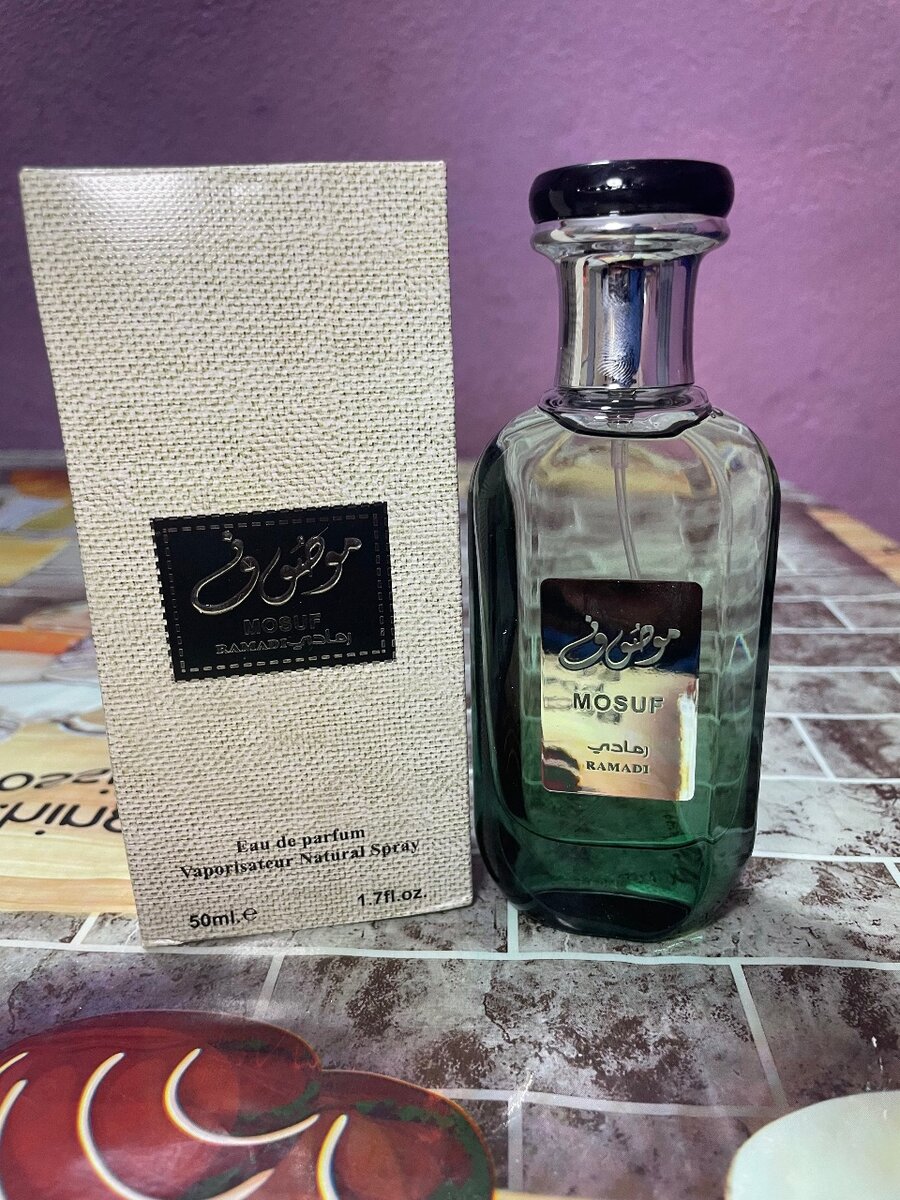 موصوف
MOSUF
RAMADI رمادي
Eau de parfum
Vaporisateur Natural Spray
50ml. ℮
1.7fl.oz.
موصوف
MOSUF
رمادي
RAMADI